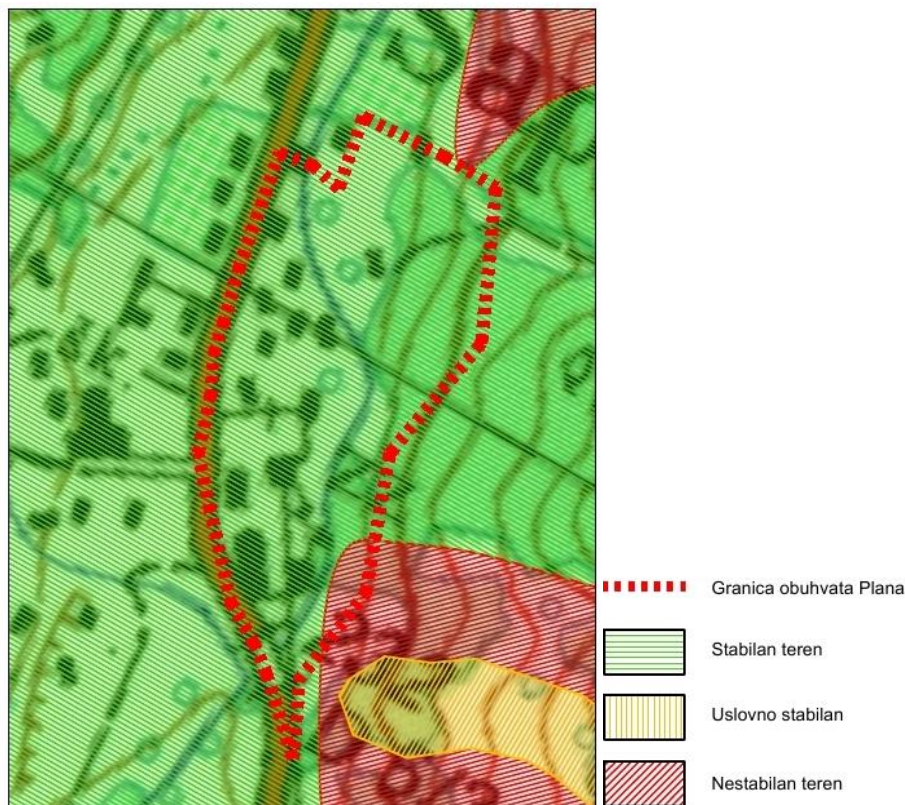 Granica obuhvata Plana
Stabilan teren
Uslovno stabilan
Nestabilan teren